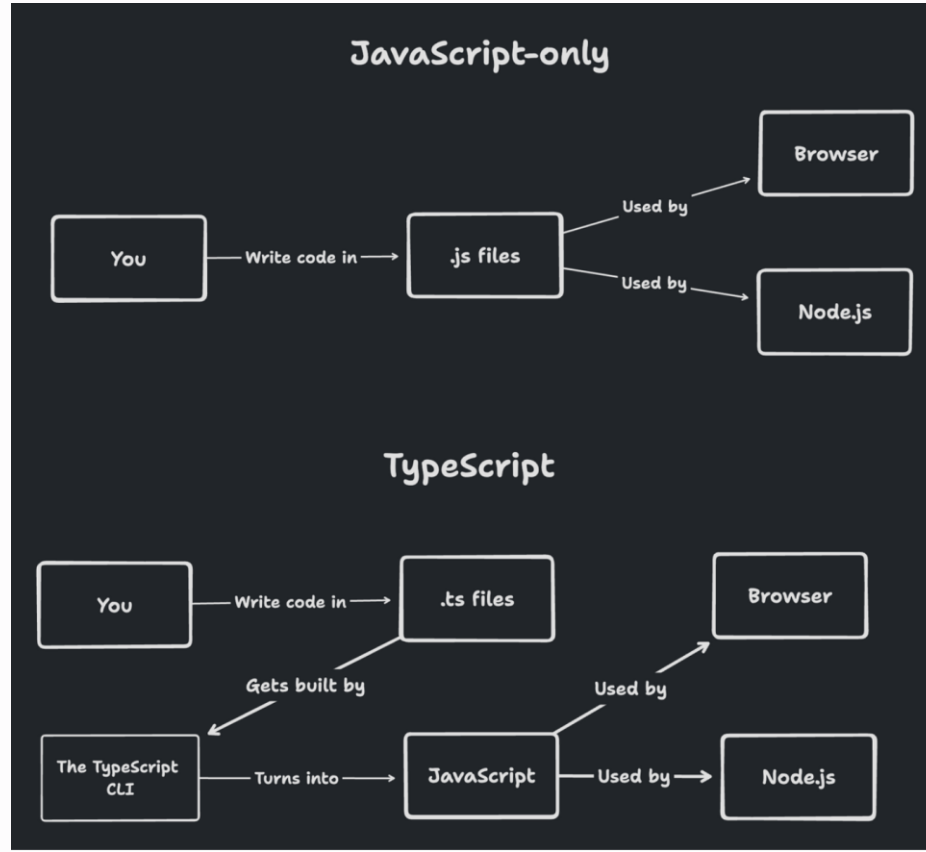 JavaScript-only
Browser
Used by
You
Write code in
.js files
Used by
Node.js
TypeScript
You
Write code in
.ts files
Browser
Gets built by
Used by
The TypeScript
CLI
Turns into
JavaScript
Used by
Node.js